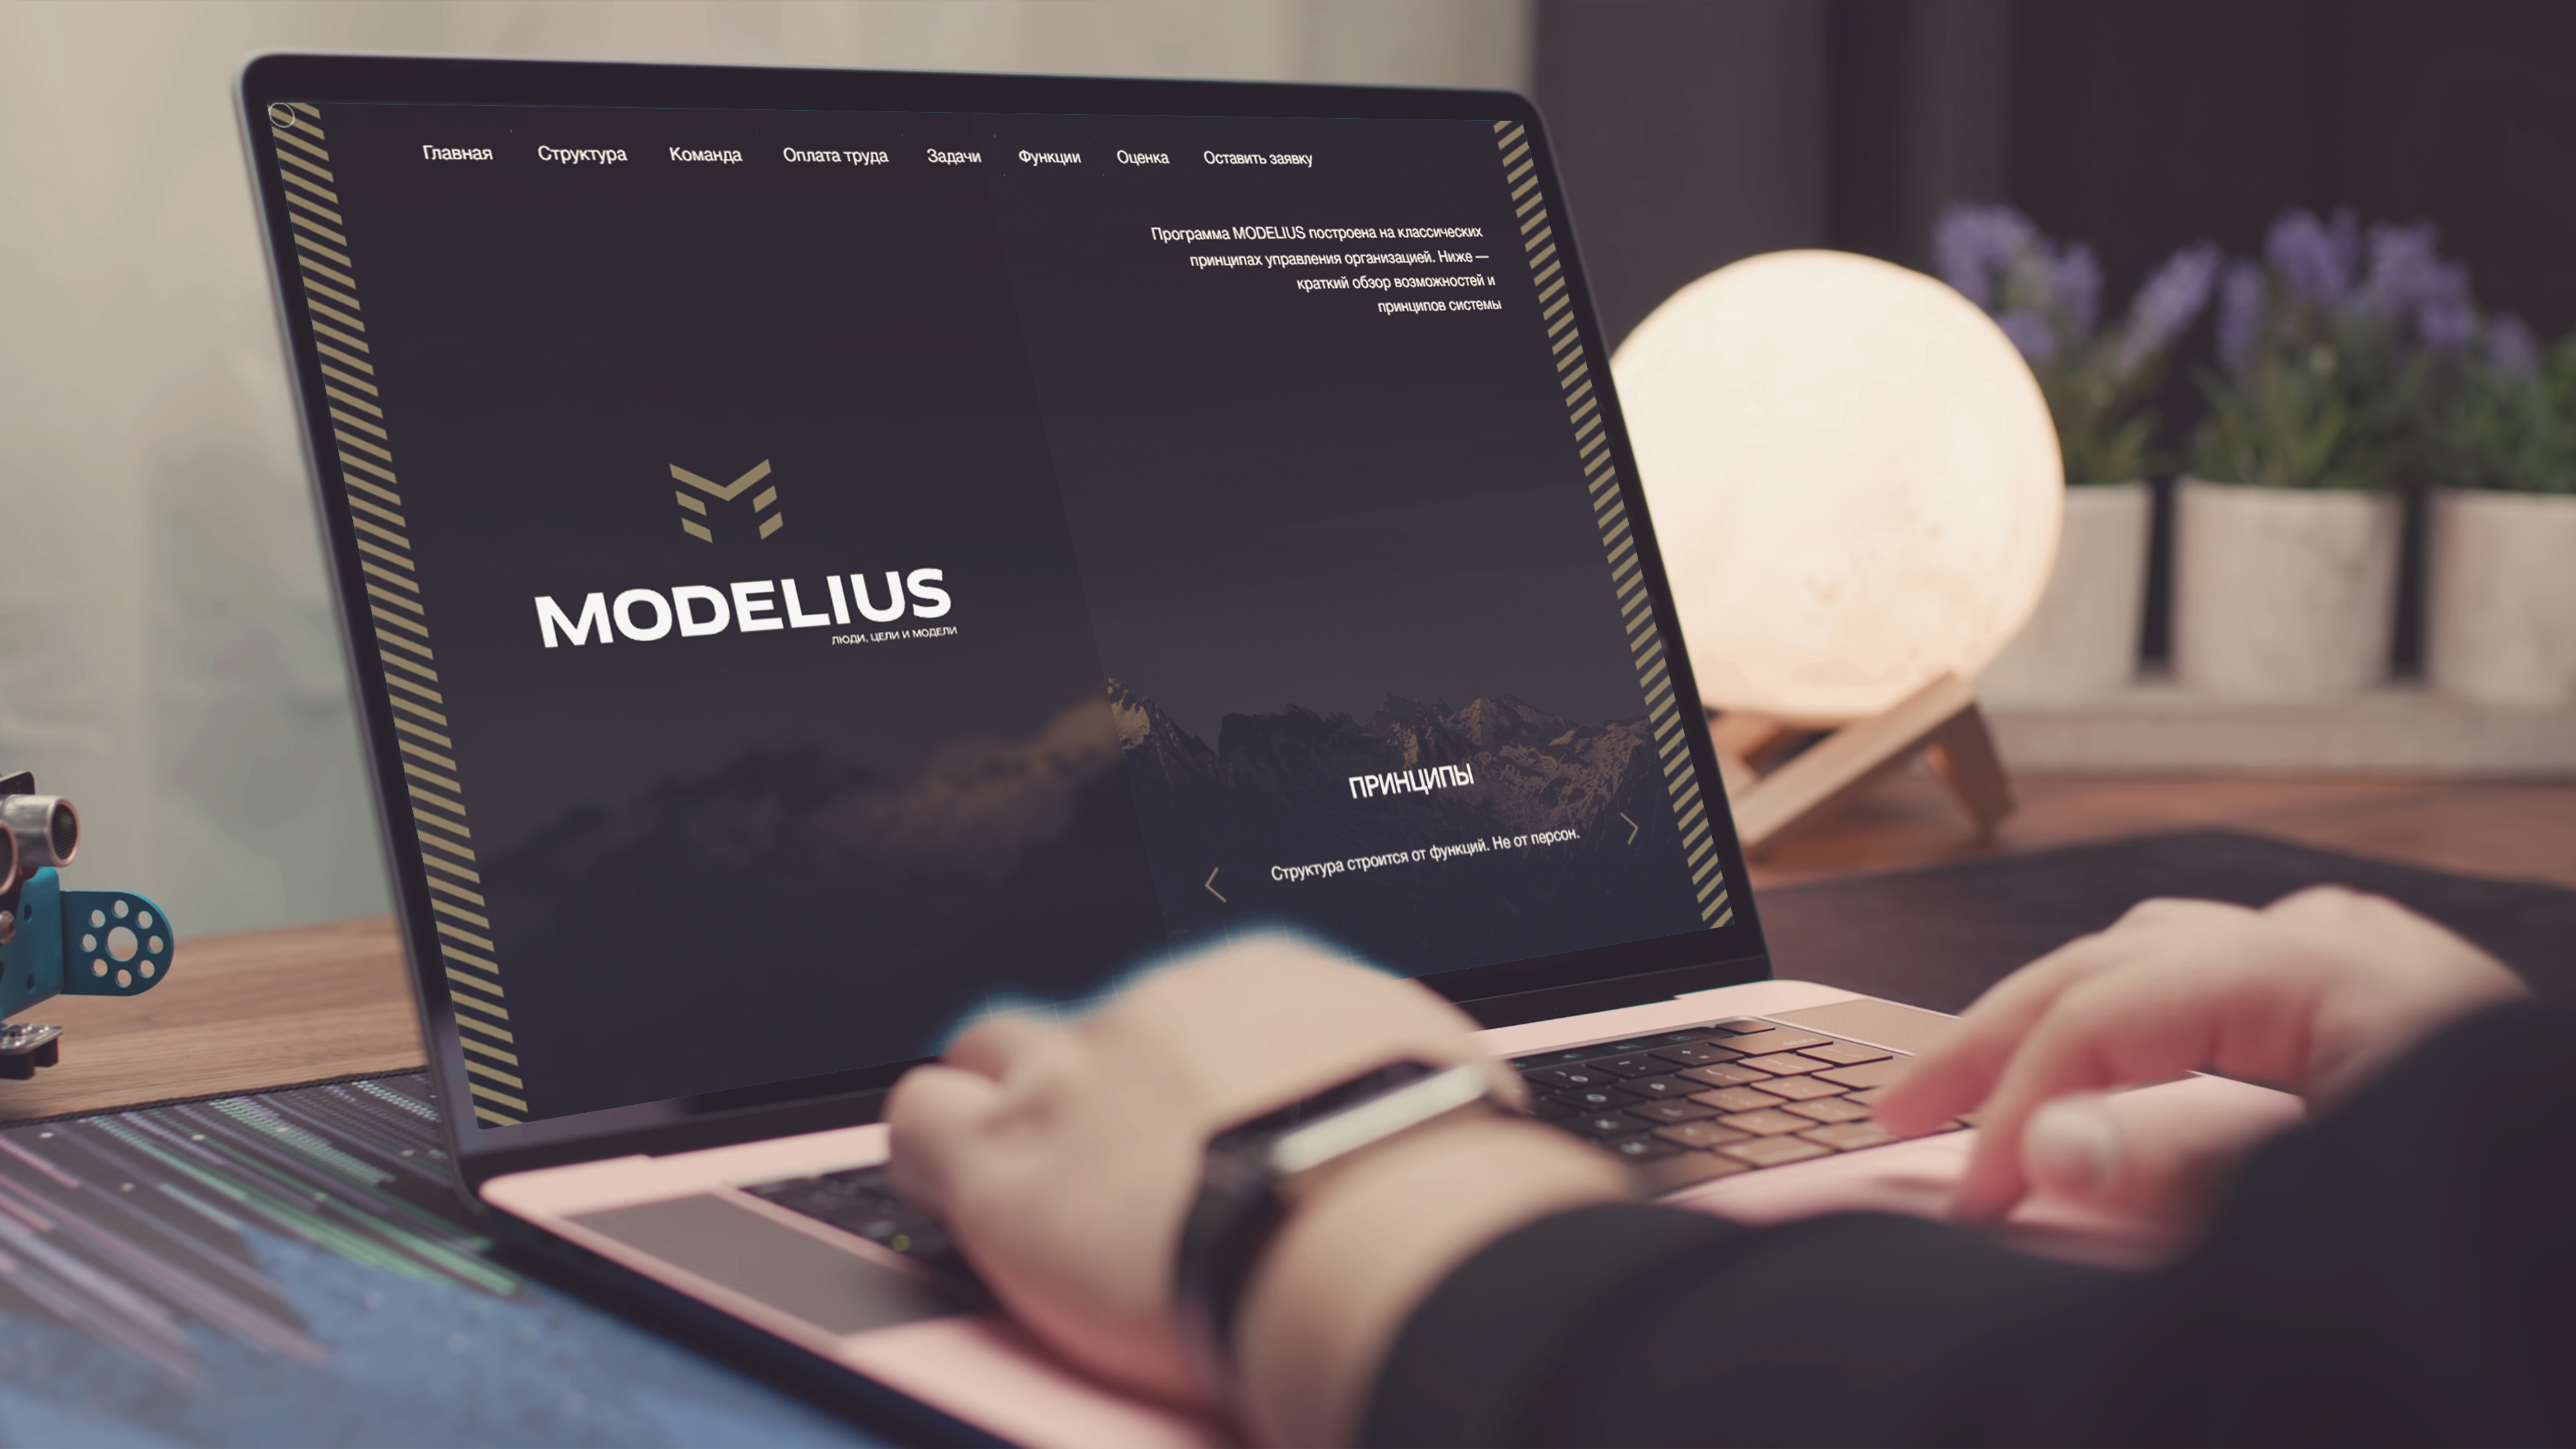 Главная Структура Команда Оплата труда Задачи Функции Оценка Оставить заявку
Программа MODELIUS построена на классических
принципах управления организацией. Ниже —
краткий обзор возможностей и
принципов системы
MODELIUS
ЛЮДИ, ЦЕЛИ И МОДЕЛИ
ПРИНЦИПЫ
Структура строится от функций. Не от персон.